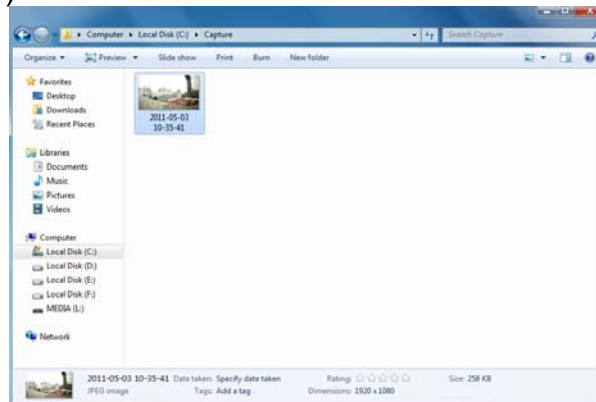 )
Computer ▸ Local Disk (C:) ▸ Capture
Search Capture
Organize Preview Slide show Print Burn New folder
Favorites
Desktop
Downloads
Recent Places
2011-05-03
10-35-41
Libraries
Documents
Music
Pictures
Videos
Computer
Local Disk (C:)
Local Disk (D:)
Local Disk (E:)
Local Disk (F:)
MEDIA (L:)
Network
2011-05-03 10-35-41 Date taken: Specify date taken Rating: Size: 258 KB
JPEG image Tags: Add a tag Dimensions: 1920 x 1080